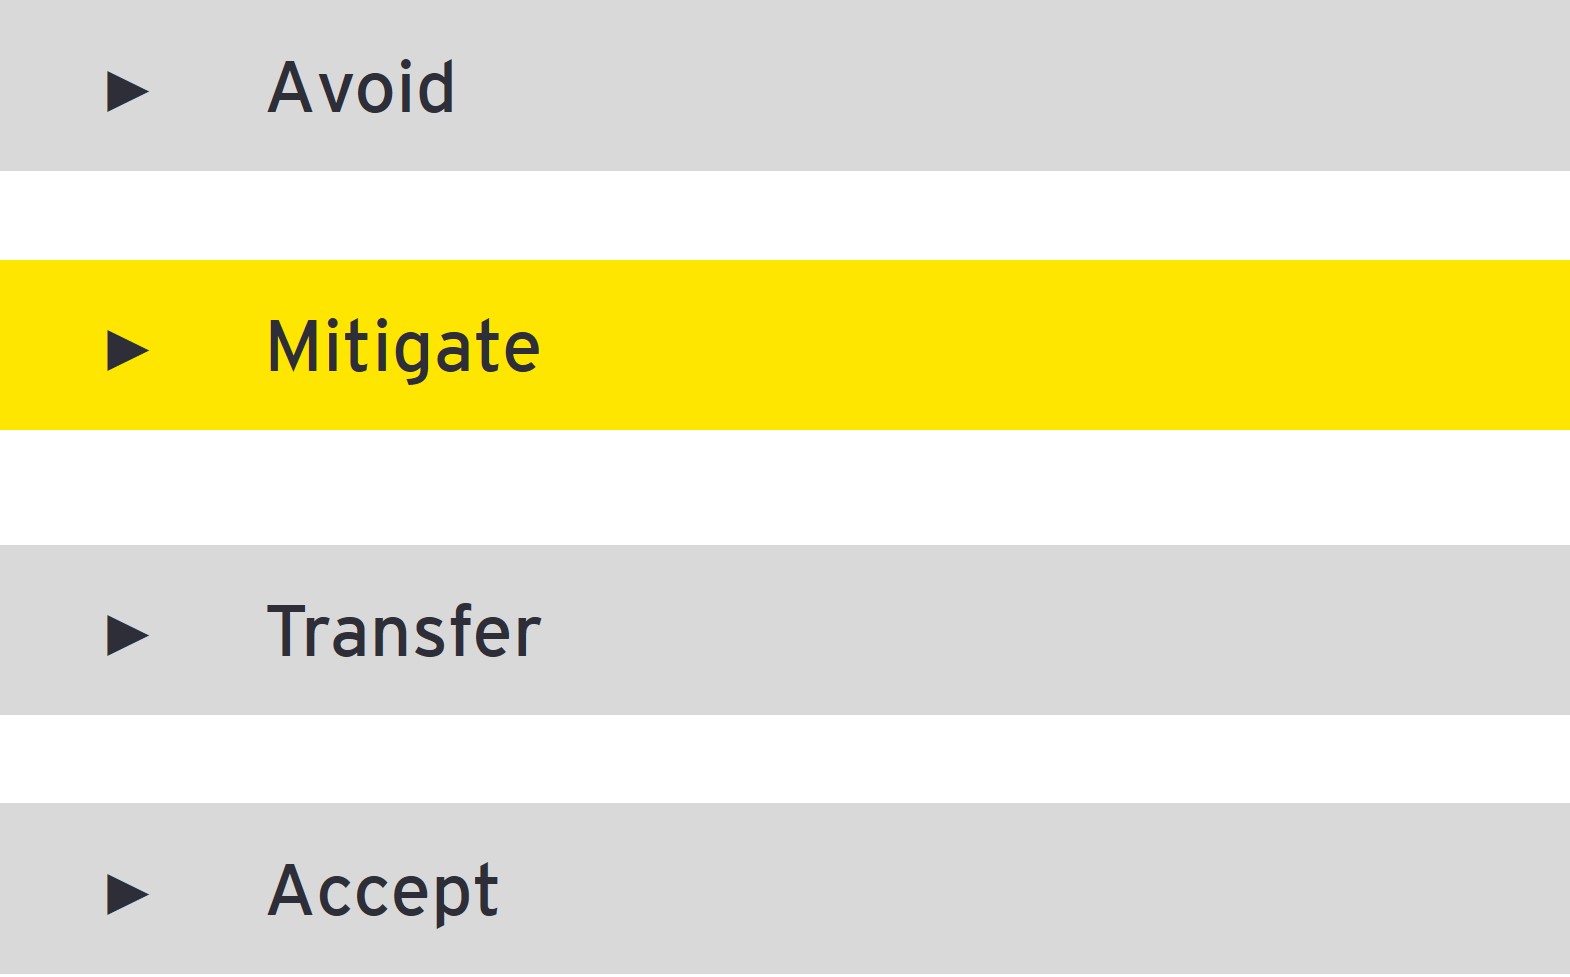 ► Avoid
► Mitigate
► Transfer
► Accept